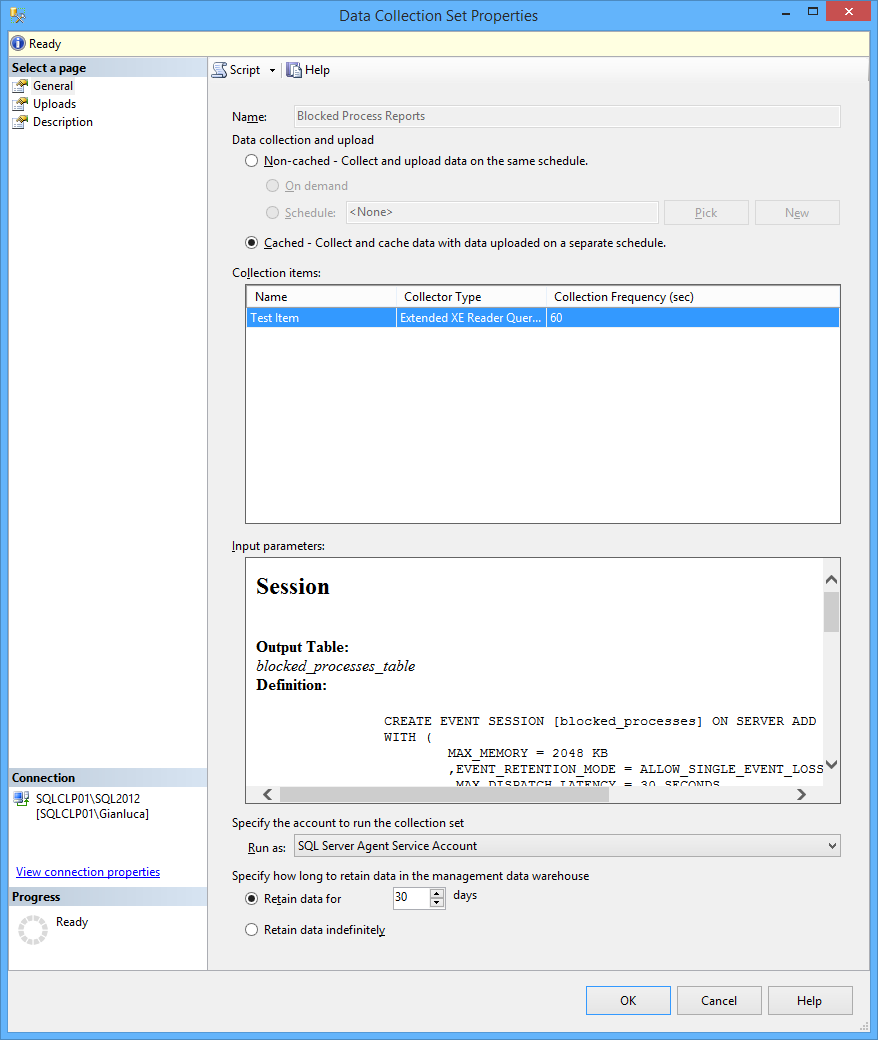 Data Collection Set Properties
Ready
Select a page
General
Uploads
Description
Script
Help
Name: Blocked Process Reports
Data collection and upload
Non-cached - Collect and upload data on the same schedule.
On demand
Schedule: <None> Pick New
Cached - Collect and cache data with data uploaded on a separate schedule.
Collection items:
Name Collector Type Collection Frequency (sec)
Test Item Extended XE Reader Quer... 60
Input parameters:
Session
Output Table:
blocked_processes_table
Definition:
CREATE EVENT SESSION [blocked_processes] ON SERVER ADD
WITH (
MAX_MEMORY = 2048 KB
,EVENT_RETENTION_MODE = ALLOW_SINGLE_EVENT_LOSS
,MAX_DISPATCH_LATENCY = 30 SECONDS
Specify the account to run the collection set
Run as: SQL Server Agent Service Account
Specify how long to retain data in the management data warehouse
Retain data for 30 days
Retain data indefinitely
Connection
SQLCLP01\SQL2012
[SQLCLP01\Gianluca]
View connection properties
Progress
Ready
OK Cancel Help